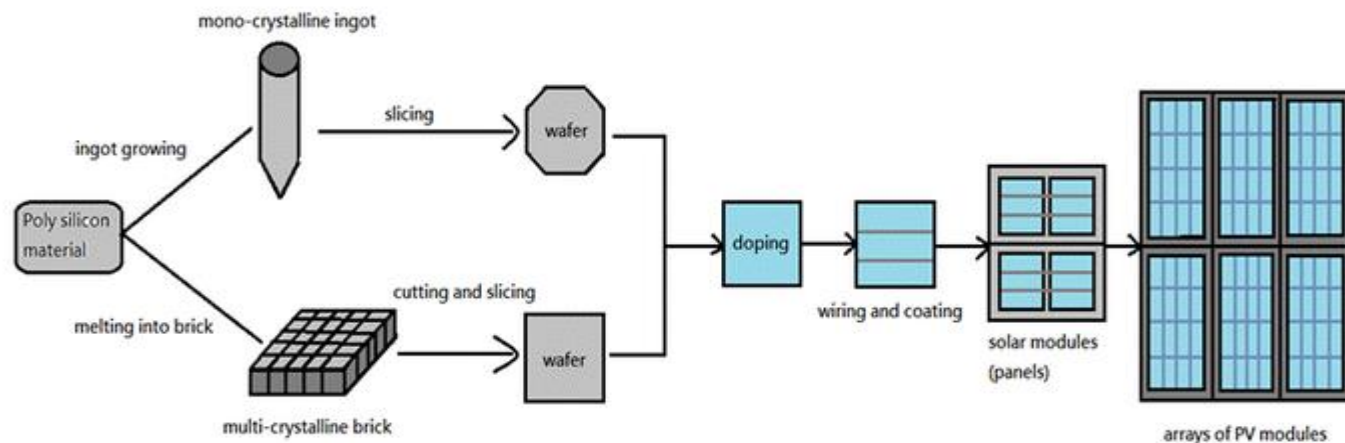 mono-crystalline ingot
slicing
wafer
ingot growing
Poly silicon
material
doping
cutting and slicing
melting into brick
wafer
wiring and coating
solar modules
(panels)
multi-crystalline brick
arrays of PV modules